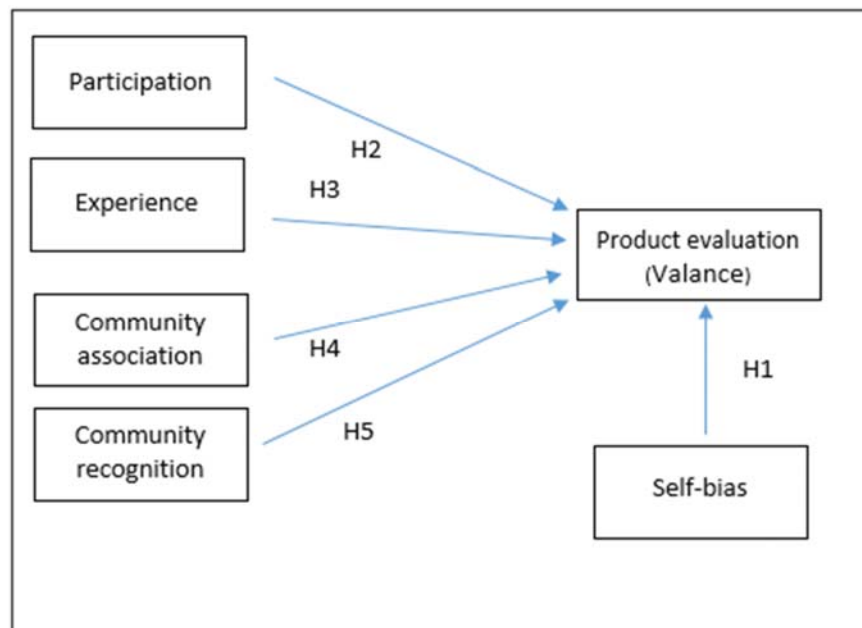 Participation
H2
Experience
H3
Product evaluation
(Valance)
Community
association
H4
H1
Community
recognition
H5
Self-bias